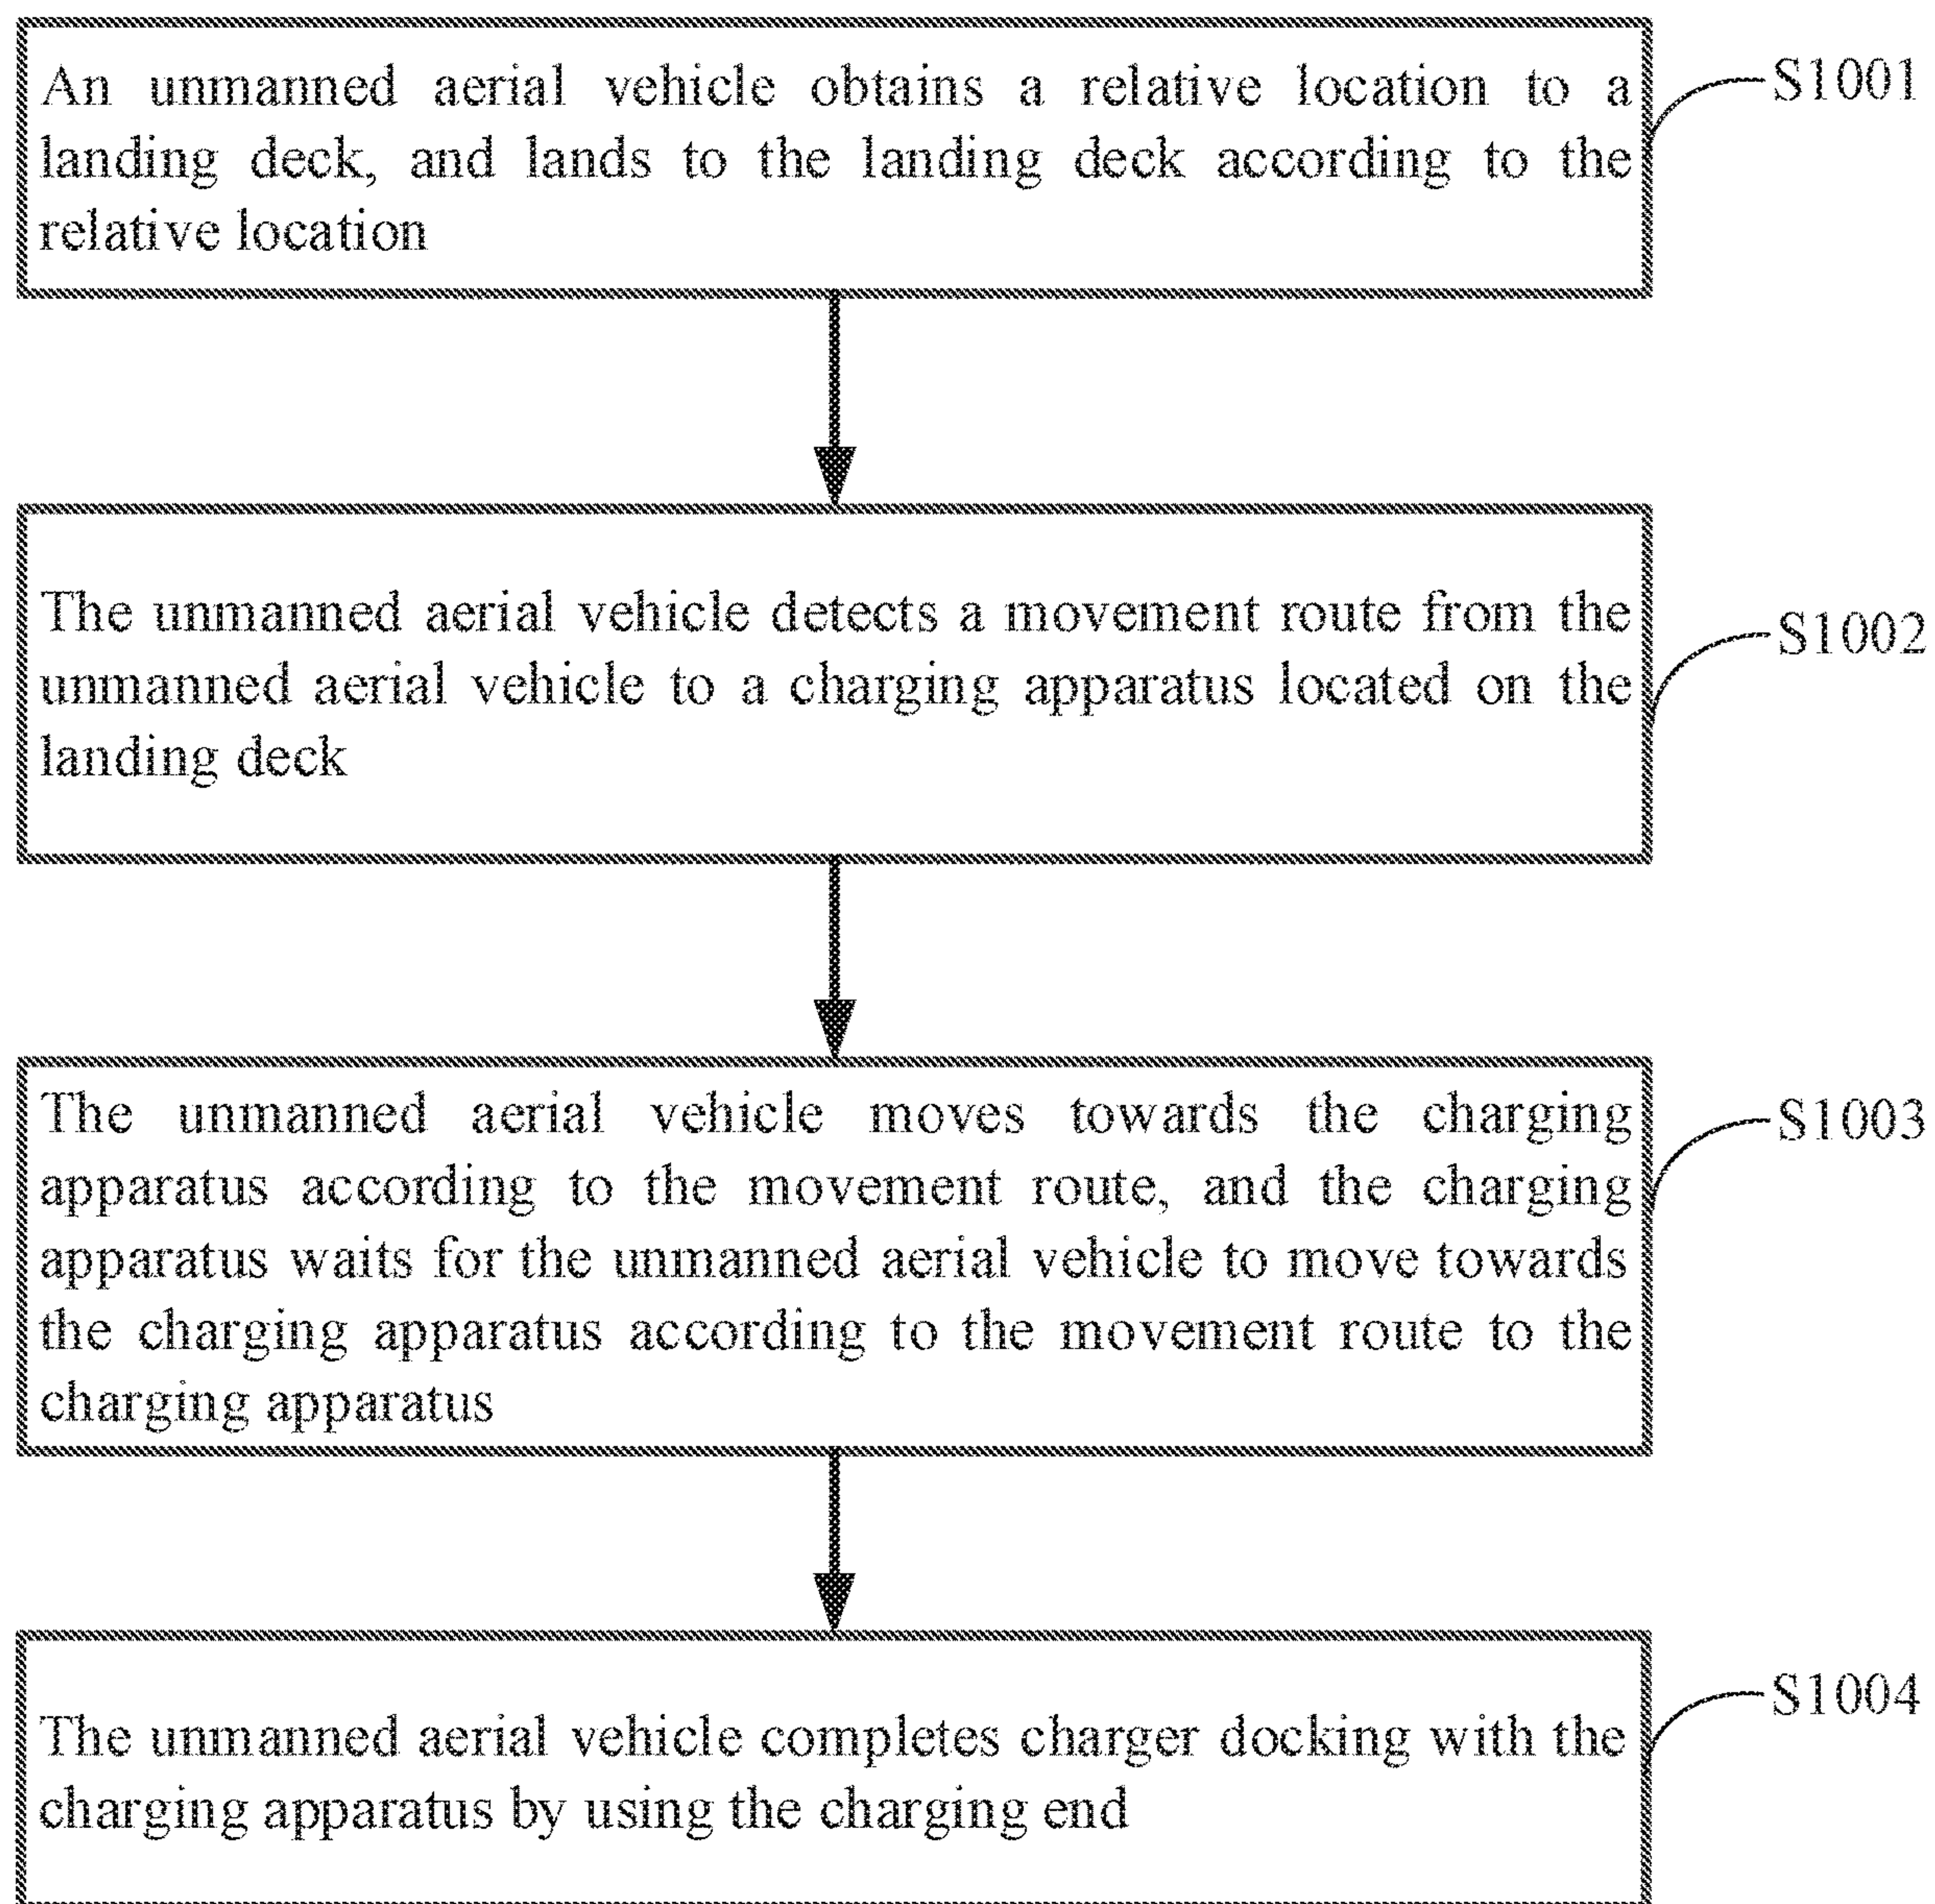 An unmanned aerial vehicle obtains a relative location to a
landing deck, and lands to the landing deck according to the
relative location
S1001
The unmanned aerial vehicle detects a movement route from the
unmanned aerial vehicle to a charging apparatus located on the
landing deck
S1002
The unmanned aerial vehicle moves towards the charging
apparatus according to the movement route, and the charging
apparatus waits for the unmanned aerial vehicle to move towards
the charging apparatus according to the movement route to the
charging apparatus
S1003
The unmanned aerial vehicle completes charger docking with the
charging apparatus by using the charging end
S1004